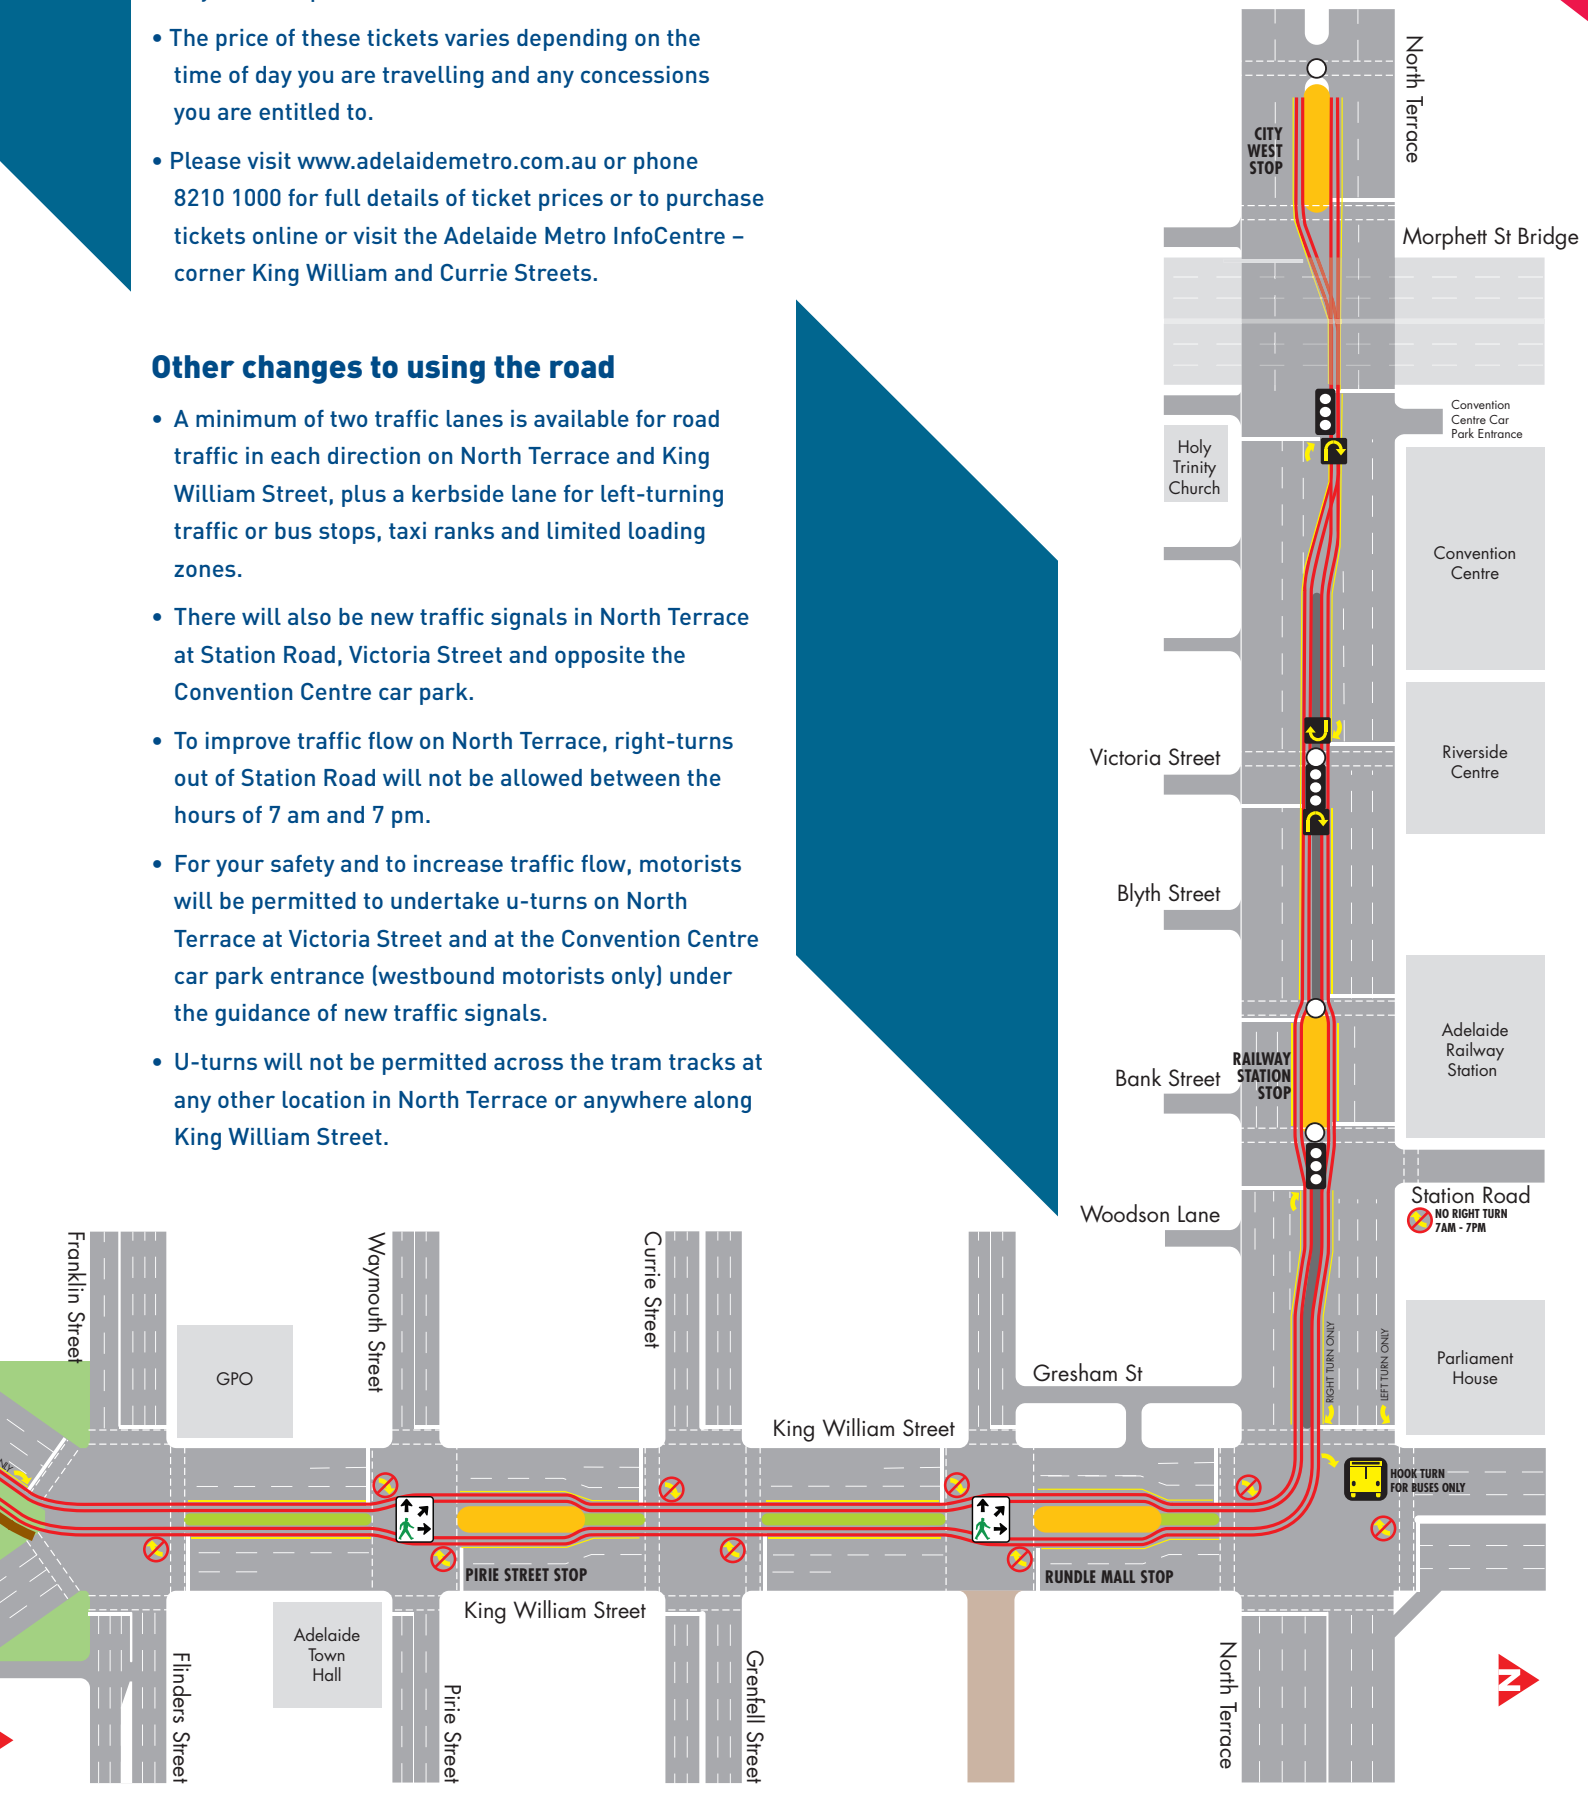 • The price of these tickets varies depending on the
time of day you are travelling and any concessions
you are entitled to.
• Please visit www.adelaidemetro.com.au or phone
8210 1000 for full details of ticket prices or to purchase
tickets online or visit the Adelaide Metro InfoCentre –
corner King William and Currie Streets.
Other changes to using the road
• A minimum of two traffic lanes is available for road
traffic in each direction on North Terrace and King
William Street, plus a kerbside lane for left-turning
traffic or bus stops, taxi ranks and limited loading
zones.
• There will also be new traffic signals in North Terrace
at Station Road, Victoria Street and opposite the
Convention Centre car park.
• To improve traffic flow on North Terrace, right-turns
out of Station Road will not be allowed between the
hours of 7 am and 7 pm.
• For your safety and to increase traffic flow, motorists
will be permitted to undertake u-turns on North
Terrace at Victoria Street and at the Convention Centre
car park entrance (westbound motorists only) under
the guidance of new traffic signals.
• U-turns will not be permitted across the tram tracks at
any other location in North Terrace or anywhere along
King William Street.
North Terrace
CITY
WEST
STOP
Morphett St Bridge
Convention
Centre Car
Park Entrance
Holy
Trinity
Church
Convention
Centre
Victoria Street
Riverside
Centre
Blyth Street
Adelaide
Railway
Station
RAILWAY
STATION
STOP
Bank Street
Woodson Lane
Station Road
NO RIGHT TURN
7AM - 7PM
Franklin Street
Waymouth Street
Currie Street
GPO
Gresham St
RIGHT TURN ONLY
LEFT TURN ONLY
Parliament
House
King William Street
HOOK TURN
FOR BUSES ONLY
PIRIE STREET STOP
RUNDLE MALL STOP
King William Street
Adelaide
Town
Hall
Flinders Street
Pirie Street
Grenfell Street
North Terrace
N